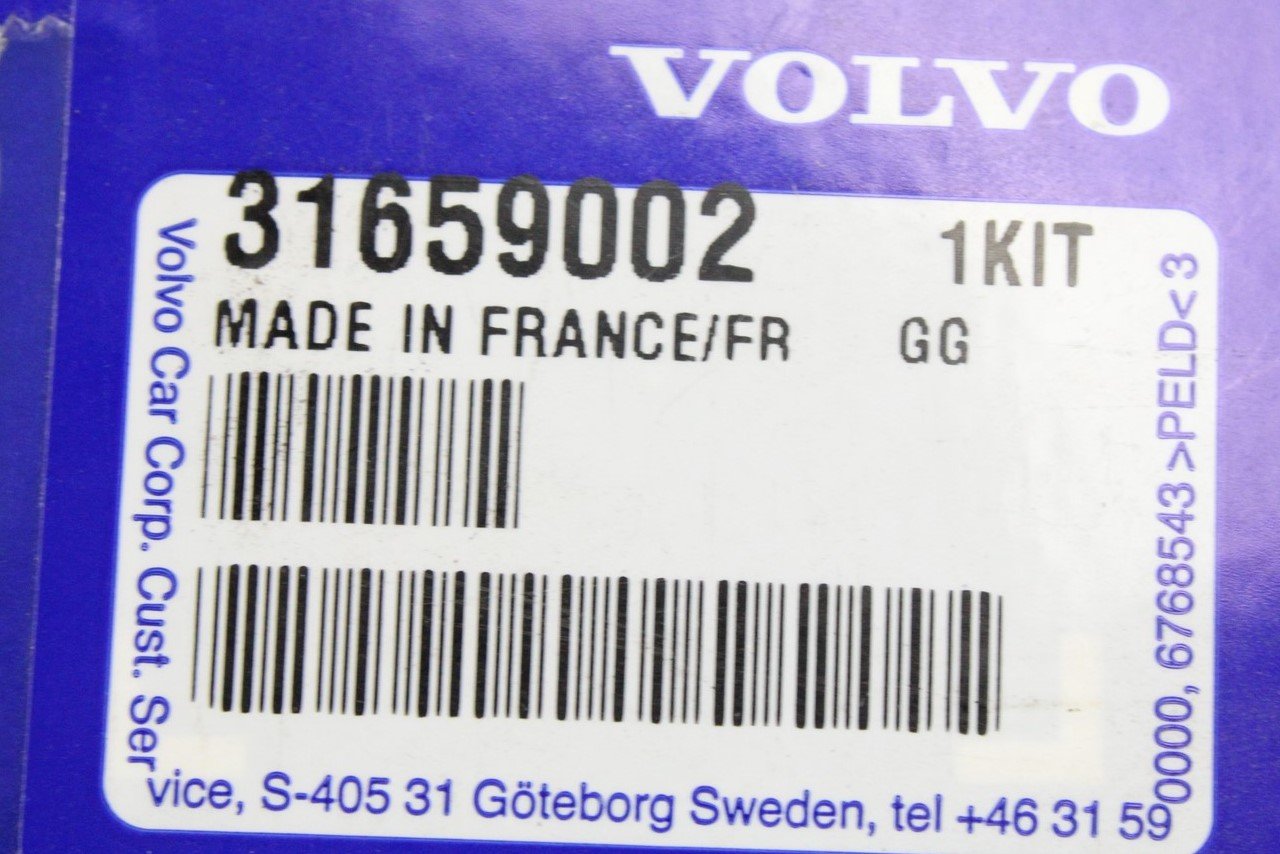 VOLVO
31659002 1KIT
MADE IN FRANCE/FR GG
Volvo Car Corp. Cust. Service, S-405 31 Göteborg Sweden, tel +46 31 590000, 6768543 >PELD< 3